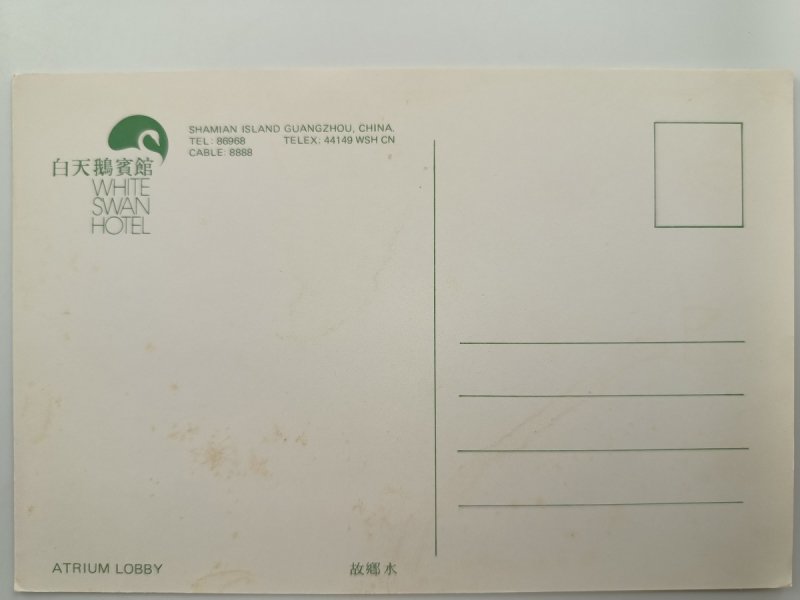 白天鵝賓館
WHITE
SWAN
HOTEL
SHAMIAN ISLAND GUANGZHOU, CHINA.
TEL: 86968 TELEX: 44149 WSH CN
CABLE: 8888
ATRIUM LOBBY
故鄉水